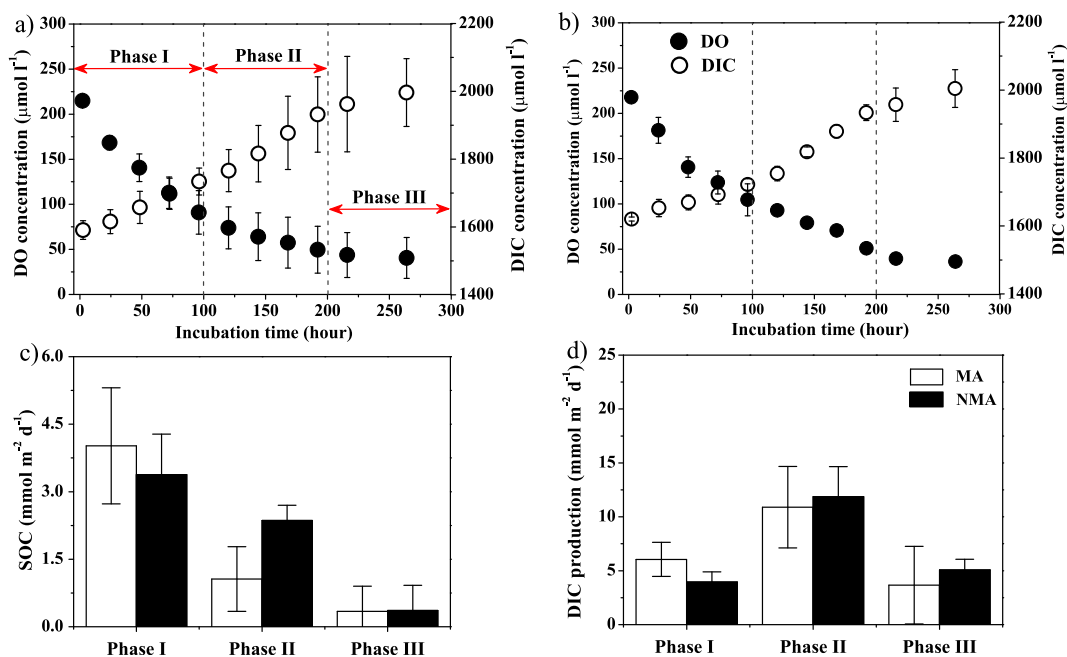 a)
300
250
200
150
100
50
0
DO concentration (μmol l⁻¹)
2200
2000
1800
1600
1400
DIC concentration (μmol l⁻¹)
Phase I
Phase II
Phase III
0 50 100 150 200 250 300
Incubation time (hour)
b)
300
250
200
150
100
50
0
DO concentration (μmol l⁻¹)
2200
2000
1800
1600
1400
DIC concentration (μmol l⁻¹)
DO
DIC
0 50 100 150 200 250 300
Incubation time (hour)
c)
6.0
4.5
3.0
1.5
0.0
SOC (mmol m⁻² d⁻¹)
Phase I Phase II Phase III
d)
25
20
15
10
5
0
DIC production (mmol m⁻² d⁻¹)
MA
NMA
Phase I Phase II Phase III